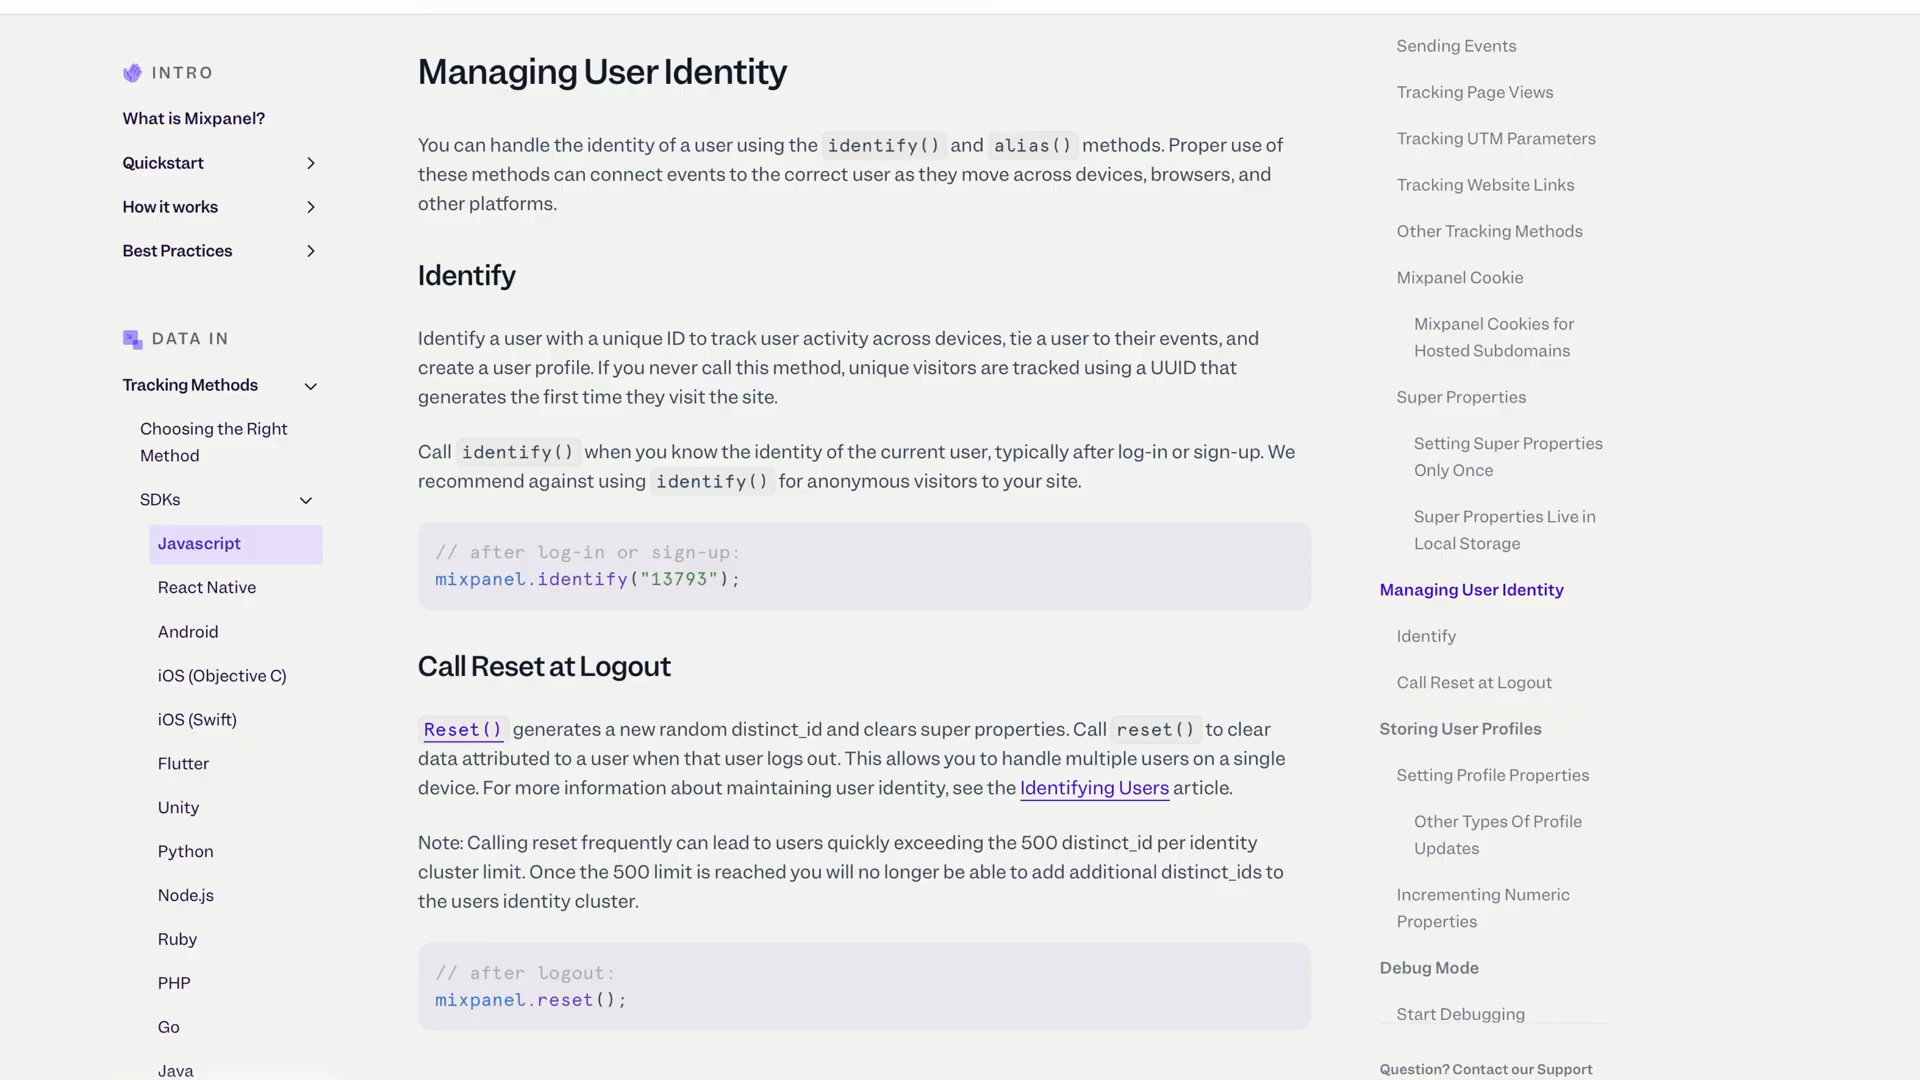 INTRO
What is Mixpanel?
Quickstart
How it works
Best Practices
DATA IN
Tracking Methods
Choosing the Right
Method
SDKs
Javascript
React Native
Android
iOS (Objective C)
iOS (Swift)
Flutter
Unity
Python
Node.js
Ruby
PHP
Go
Java
Managing User Identity
You can handle the identity of a user using the identify() and alias() methods. Proper use of
these methods can connect events to the correct user as they move across devices, browsers, and
other platforms.
Identify
Identify a user with a unique ID to track user activity across devices, tie a user to their events, and
create a user profile. If you never call this method, unique visitors are tracked using a UUID that
generates the first time they visit the site.
Call identify() when you know the identity of the current user, typically after log-in or sign-up. We
recommend against using identify() for anonymous visitors to your site.
// after log-in or sign-up:
mixpanel.identify("13793");
Call Reset at Logout
Reset() generates a new random distinct_id and clears super properties. Call reset() to clear
data attributed to a user when that user logs out. This allows you to handle multiple users on a single
device. For more information about maintaining user identity, see the Identifying Users article.
Note: Calling reset frequently can lead to users quickly exceeding the 500 distinct_id per identity
cluster limit. Once the 500 limit is reached you will no longer be able to add additional distinct_ids to
the users identity cluster.
// after logout:
mixpanel.reset();
Sending Events
Tracking Page Views
Tracking UTM Parameters
Tracking Website Links
Other Tracking Methods
Mixpanel Cookie
Mixpanel Cookies for
Hosted Subdomains
Super Properties
Setting Super Properties
Only Once
Super Properties Live in
Local Storage
Managing User Identity
Identify
Call Reset at Logout
Storing User Profiles
Setting Profile Properties
Other Types Of Profile
Updates
Incrementing Numeric
Properties
Debug Mode
Start Debugging
Question? Contact our Support